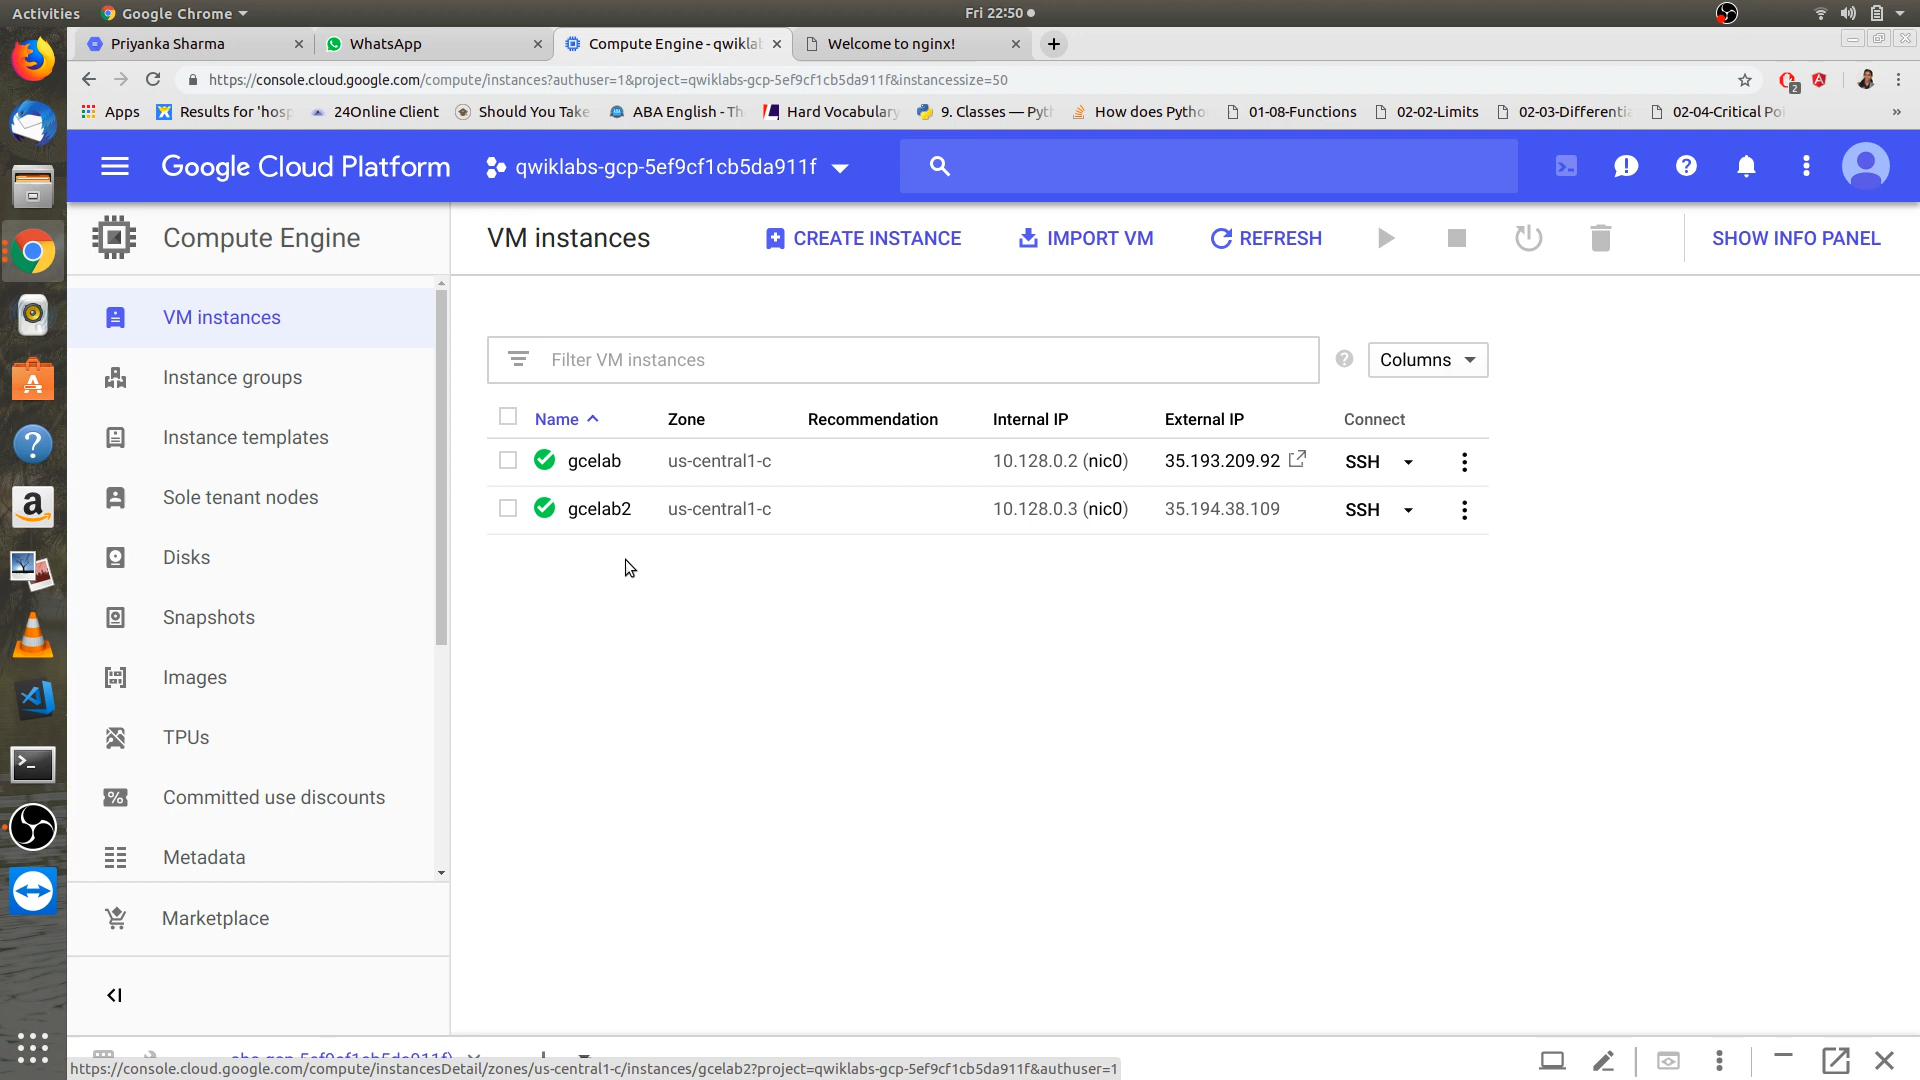 Activities Google Chrome Fri 22:50
Priyanka Sharma WhatsApp Compute Engine - qwikla Welcome to nginx!
https://console.cloud.google.com/compute/instances?authuser=1&project=qwiklabs-gcp-5ef9cf1cb5da911f&instancessize=50
2
Apps Results for 'hosp 24Online Client Should You Take ABA English - Th Hard Vocabulary 9. Classes — Pyth How does Pytho 01-08-Functions 02-02-Limits 02-03-Differentia 02-04-Critical Poi »
Google Cloud Platform qwiklabs-gcp-5ef9cf1cb5da911f
Compute Engine
VM instances CREATE INSTANCE IMPORT VM REFRESH SHOW INFO PANEL
VM instances
Instance groups
Instance templates
Sole tenant nodes
Disks
Snapshots
Images
TPUs
Committed use discounts
Metadata
Marketplace
Filter VM instances Columns
Name Zone Recommendation Internal IP External IP Connect
gcelab us-central1-c 10.128.0.2 (nic0) 35.193.209.92 SSH
gcelab2 us-central1-c 10.128.0.3 (nic0) 35.194.38.109 SSH
https://console.cloud.google.com/compute/instancesDetail/zones/us-central1-c/instances/gcelab2?project=qwiklabs-gcp-5ef9cf1cb5da911f&authuser=1